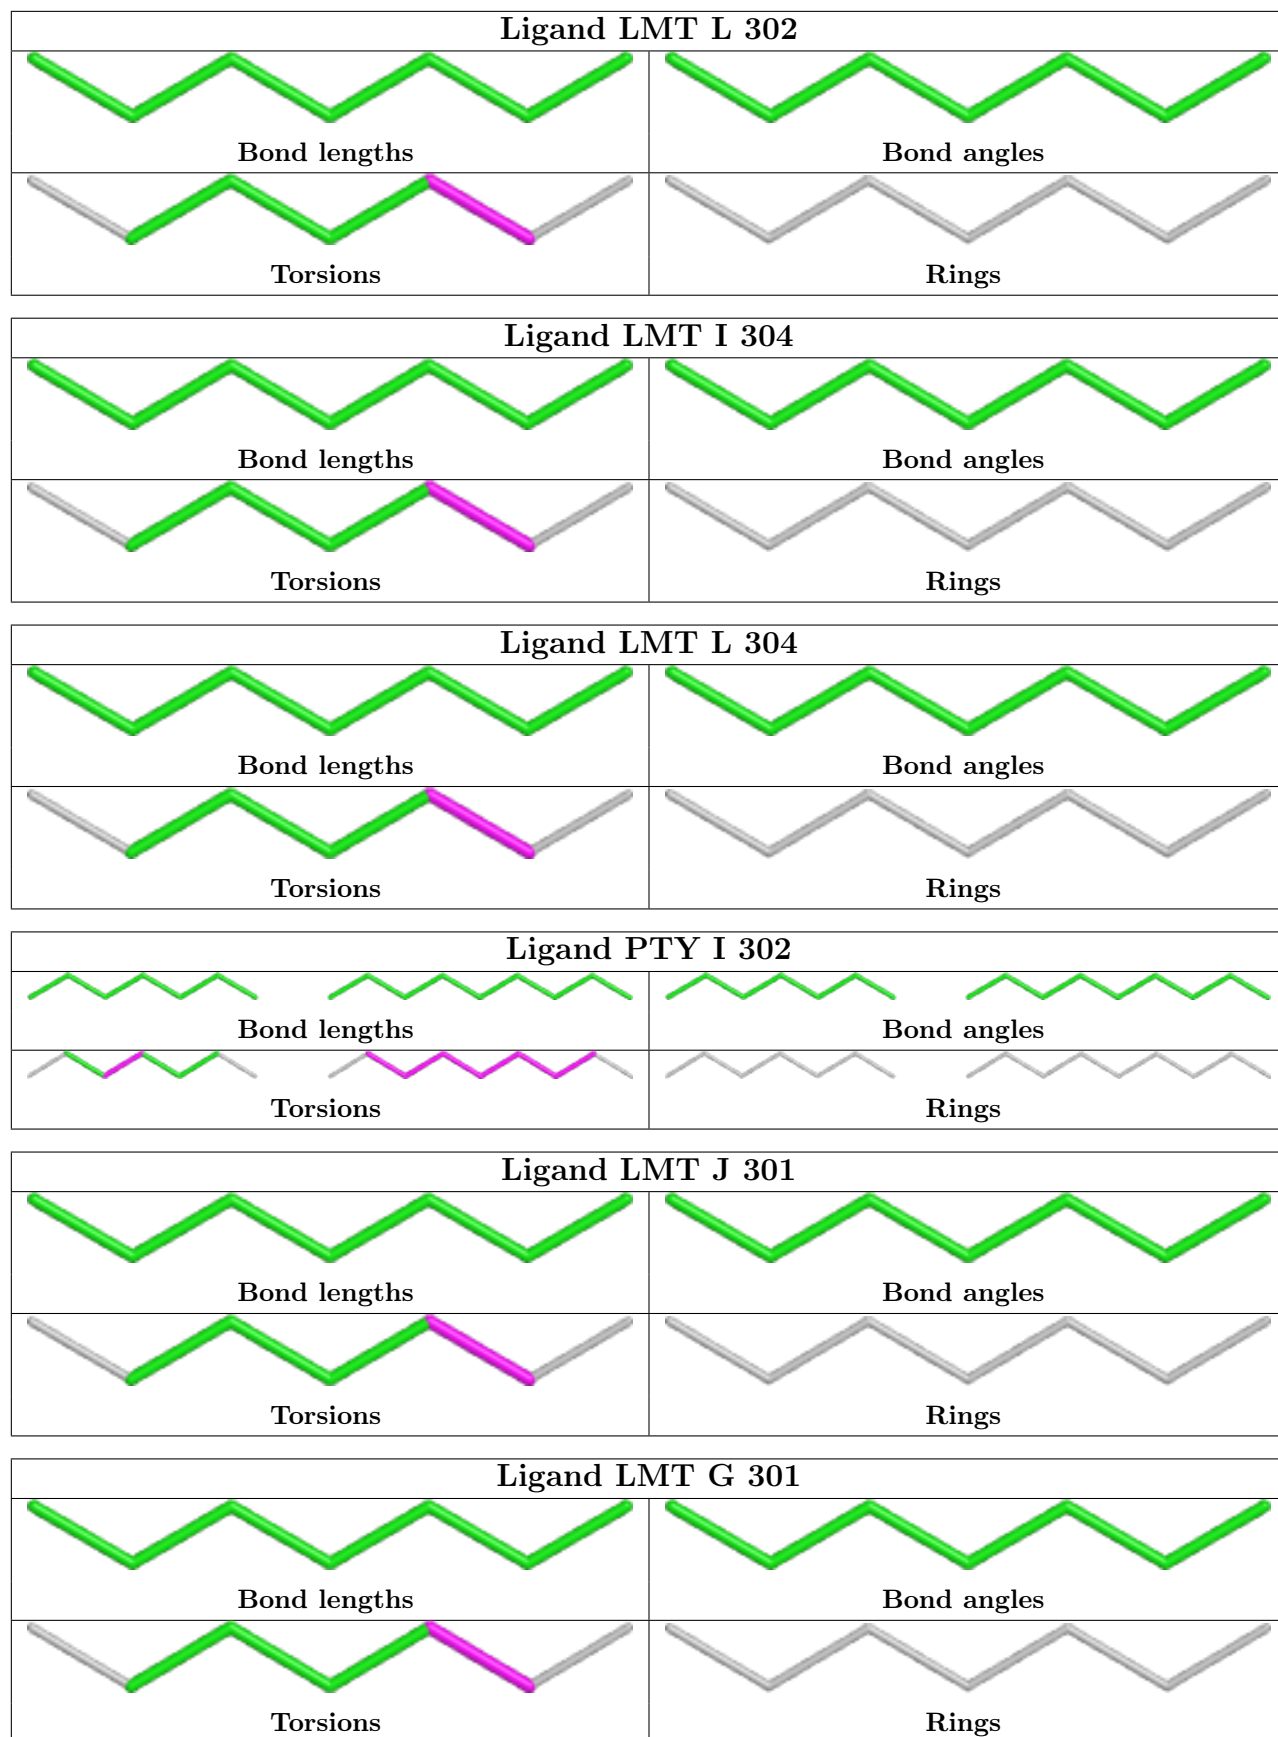 Ligand LMT L 302
Bond lengths Bond angles
Torsions Rings
Ligand LMT I 304
Bond lengths Bond angles
Torsions Rings
Ligand LMT L 304
Bond lengths Bond angles
Torsions Rings
Ligand PTY I 302
Bond lengths Bond angles
Torsions Rings
Ligand LMT J 301
Bond lengths Bond angles
Torsions Rings
Ligand LMT G 301
Bond lengths Bond angles
Torsions Rings